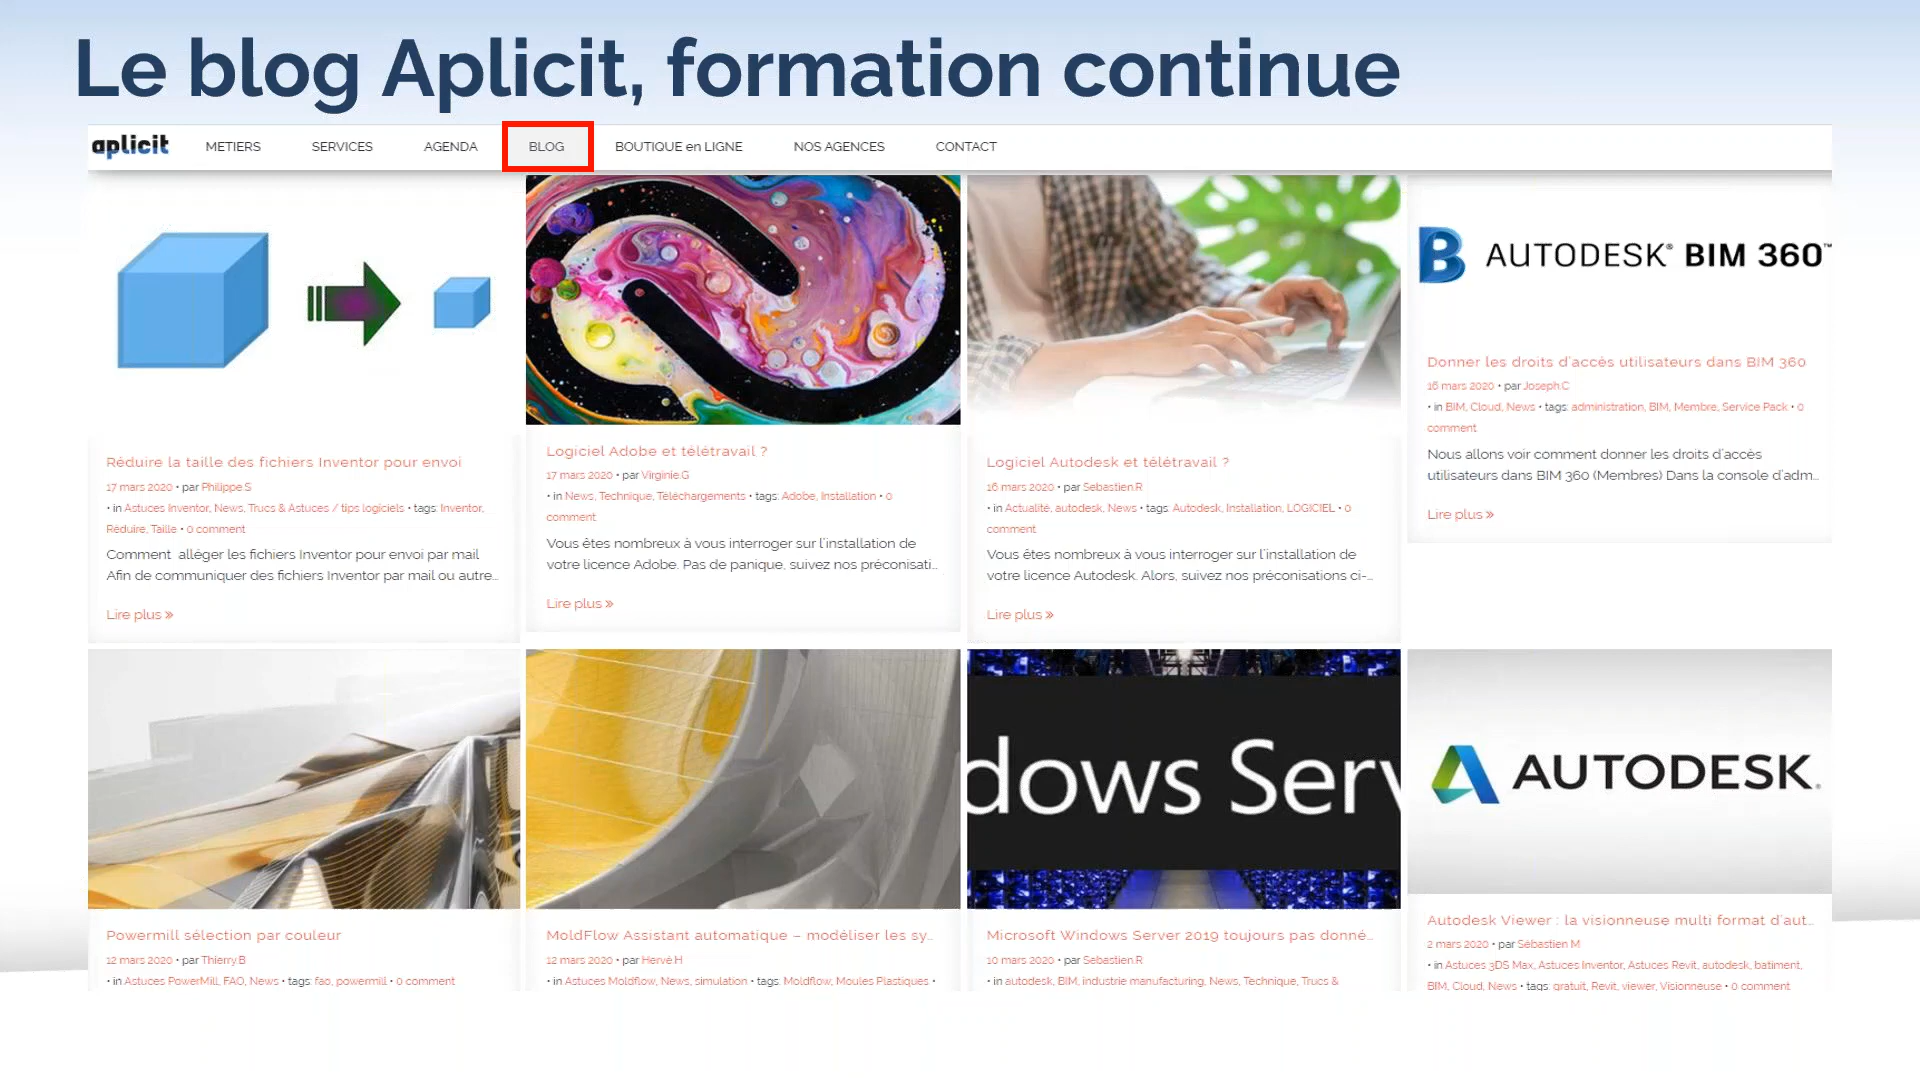 Le blog Aplicit, formation continue
aplicit METIERS SERVICES AGENDA BLOG BOUTIQUE en LIGNE NOS AGENCES CONTACT
Réduire la taille des fichiers Inventor pour envoi
17 mars 2020 • par Philippe.S
• in Astuces Inventor, News, Trucs & Astuces / tips logiciels • tags: Inventor,
Réduire, Taille • 0 comment
Comment alléger les fichiers Inventor pour envoi par mail
Afin de communiquer des fichiers Inventor par mail ou autre...
Lire plus »
Logiciel Adobe et télétravail ?
17 mars 2020 • par Virginie.G
• in News, Technique, Téléchargements • tags: Adobe, Installation • 0
comment
Vous êtes nombreux à vous interroger sur l'installation de
votre licence Adobe. Pas de panique, suivez nos préconisati...
Lire plus »
Logiciel Autodesk et télétravail ?
16 mars 2020 • par Sébastien.R
• in Actualité, autodesk, News • tags: Autodesk, Installation, LOGICIEL • 0
comment
Vous êtes nombreux à vous interroger sur l'installation de
votre licence Autodesk. Alors, suivez nos préconisations ci-...
Lire plus »
B AUTODESK® BIM 360™
Donner les droits d'accès utilisateurs dans BIM 360
16 mars 2020 • par Joseph.C
• in BIM, Cloud, News • tags: administration, BIM, Membre, Service Pack • 0
comment
Nous allons voir comment donner les droits d'accès
utilisateurs dans BIM 360 (Membres) Dans la console d'adm...
Lire plus »
Powermill sélection par couleur
12 mars 2020 • par Thierry.B
• in Astuces PowerMill, FAO, News • tags: fao, powermill • 0 comment
MoldFlow Assistant automatique – modéliser les sy...
12 mars 2020 • par Hervé.H
• in Astuces Moldflow, News, simulation • tags: Moldflow, Moules Plastiques •
dows Serv
Microsoft Windows Server 2019 toujours pas donné...
10 mars 2020 • par Sebastien.R
• in autodesk, BIM, industrie manufacturing, News, Technique, Trucs &
AUTODESK.
Autodesk Viewer : la visionneuse multi format d'aut...
2 mars 2020 • par Sébastien M
• in Astuces 3DS Max, Astuces Inventor, Astuces Revit, autodesk, batiment,
BIM, Cloud, News • tags: gratuit, Revit, viewer, Visionneuse • 0 comment